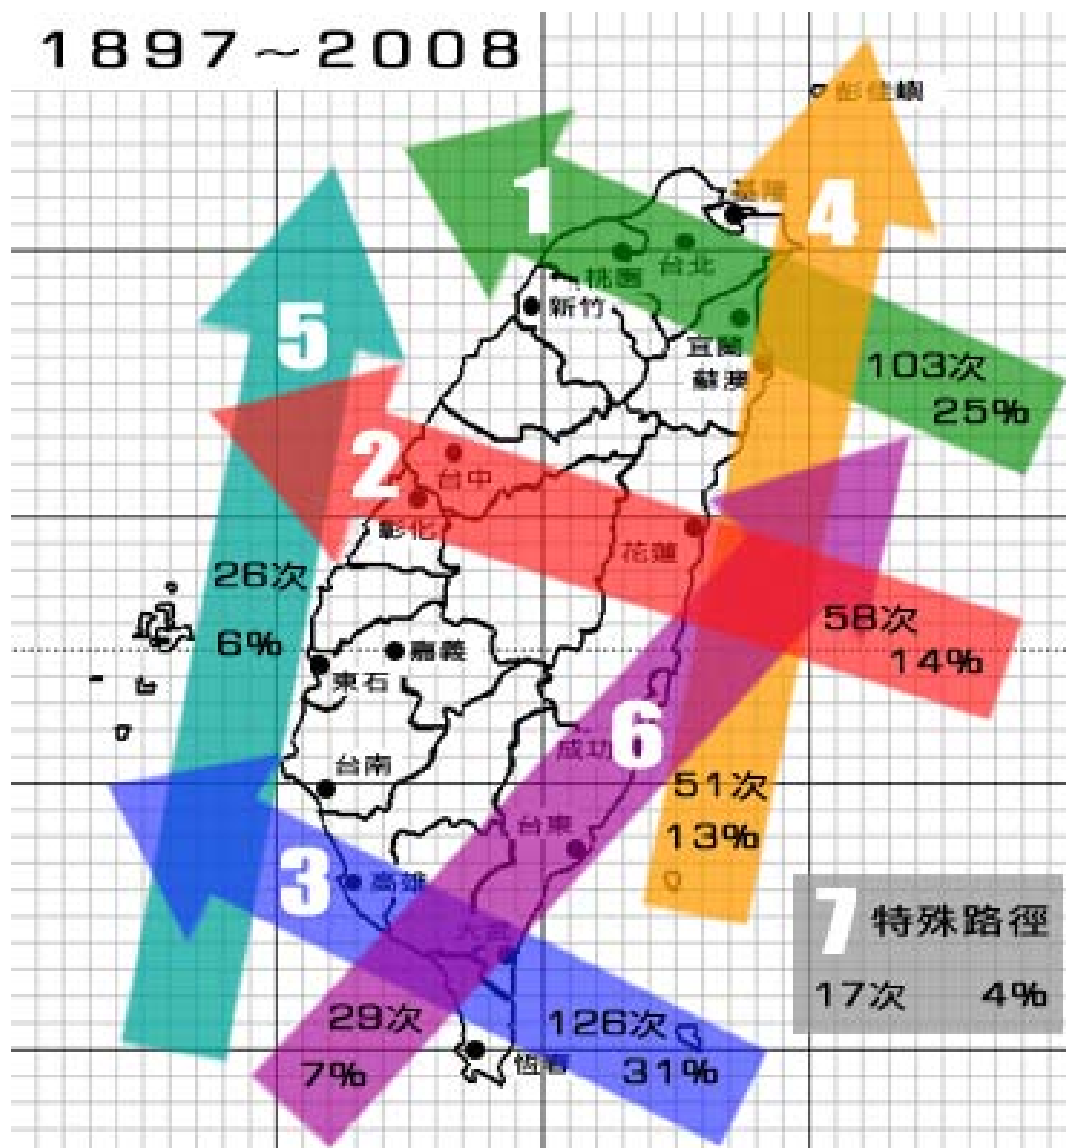 1897～2008
彭佳嶼
1
4
基隆
台北
桃園
新竹
5
宜蘭
蘇澳
103次
25%
2
台中
彰化
花蓮
26次
6%
58次
14%
嘉義
東石
6
成功
台南
51次
13%
台東
3
高雄
大武
7 特殊路徑
17次 4%
29次
7%
126次
31%
恆春